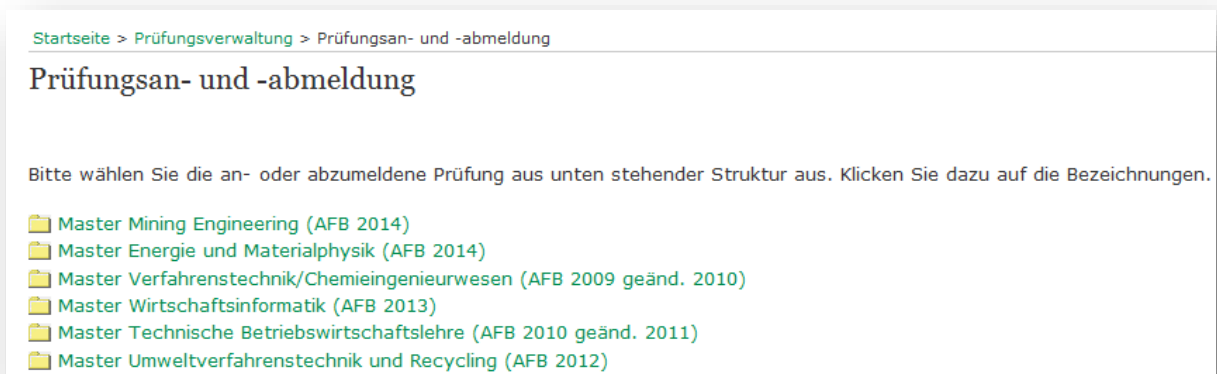 Startseite > Prüfungsverwaltung > Prüfungsan- und -abmeldung
Prüfungsan- und -abmeldung
Bitte wählen Sie die an- oder abzumeldene Prüfung aus unten stehender Struktur aus. Klicken Sie dazu auf die Bezeichnungen.
Master Mining Engineering (AFB 2014)
Master Energie und Materialphysik (AFB 2014)
Master Verfahrenstechnik/Chemieingenieurwesen (AFB 2009 geänd. 2010)
Master Wirtschaftsinformatik (AFB 2013)
Master Technische Betriebswirtschaftslehre (AFB 2010 geänd. 2011)
Master Umweltverfahrenstechnik und Recycling (AFB 2012)